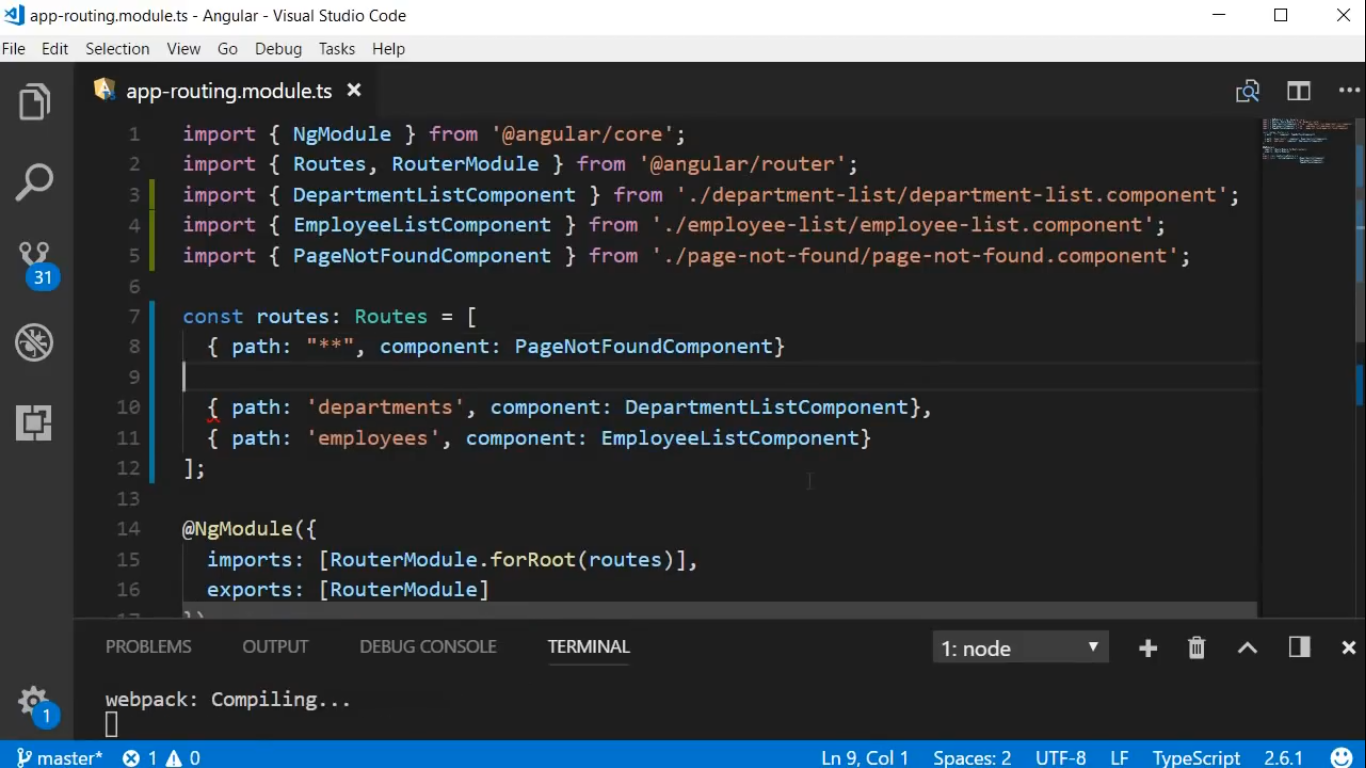 app-routing.module.ts - Angular - Visual Studio Code
File Edit Selection View Go Debug Tasks Help
app-routing.module.ts
1 import { NgModule } from '@angular/core';
2 import { Routes, RouterModule } from '@angular/router';
3 import { DepartmentListComponent } from './department-list/department-list.component';
4 import { EmployeeListComponent } from './employee-list/employee-list.component';
5 import { PageNotFoundComponent } from './page-not-found/page-not-found.component';
6
7 const routes: Routes = [
8 { path: "**", component: PageNotFoundComponent}
9
10 { path: 'departments', component: DepartmentListComponent},
11 { path: 'employees', component: EmployeeListComponent}
12 ];
13
14 @NgModule({
15 imports: [RouterModule.forRoot(routes)],
16 exports: [RouterModule]
17 })
31
PROBLEMS OUTPUT DEBUG CONSOLE TERMINAL 1: node
webpack: Compiling...
1
master* 1 0 Ln 9, Col 1 Spaces: 2 UTF-8 LF TypeScript 2.6.1